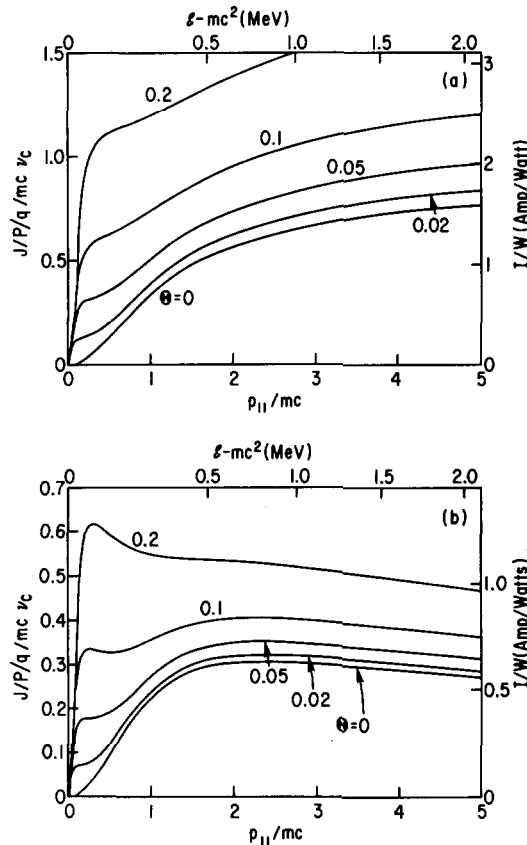 ℰ-mc² (MeV)
0 0.5 1.0 1.5 2.0
(a)
1.5
1.0
0.5
0
J/P/q/mc νc
0.2
0.1
0.05
0.02
Θ=0
3
2
1
0
I/W(Amp/Watt)
0 1 2 3 4 5
p||/mc
ℰ-mc² (MeV)
0 0.5 1.0 1.5 2.0
(b)
0.7
0.6
0.5
0.4
0.3
0.2
0.1
0
J/P/q/mc νc
0.2
0.1
0.05
0.02
Θ=0
1.0
0.5
0
I/W(Amp/Watts)
0 1 2 3 4 5
p||/mc